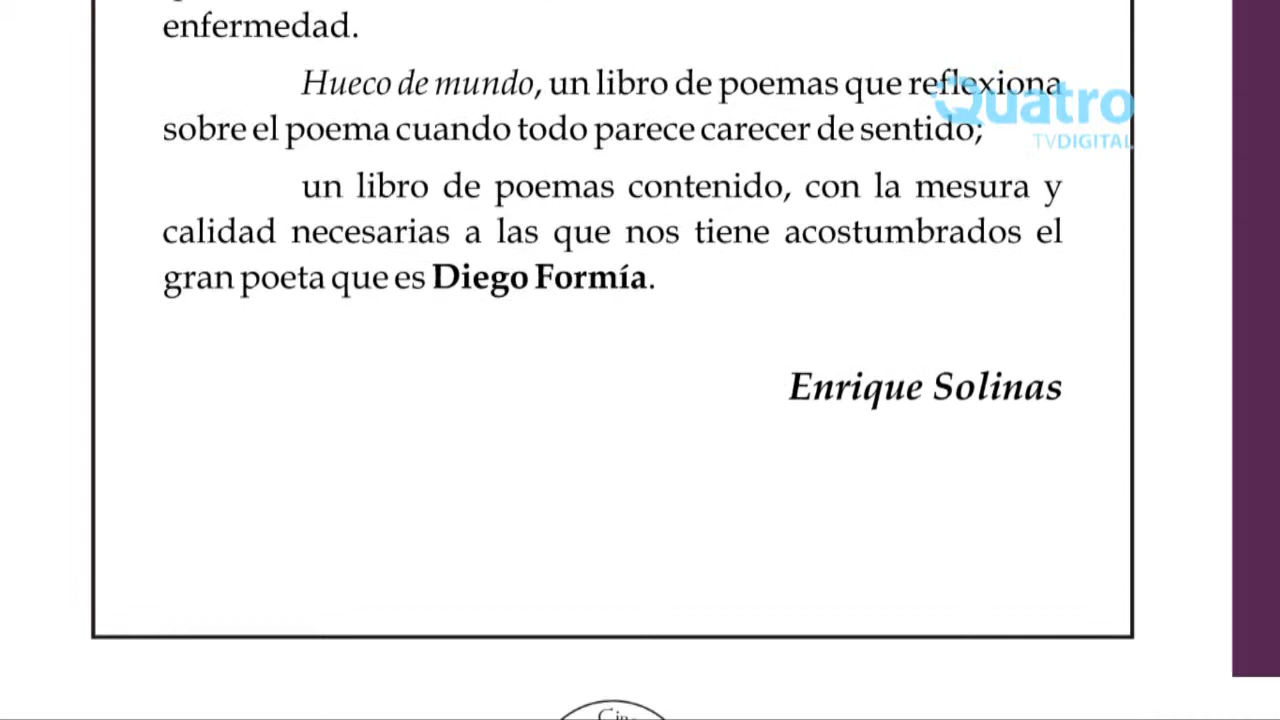 enfermedad.
Hueco de mundo, un libro de poemas que reflexiona
sobre el poema cuando todo parece carecer de sentido;
un libro de poemas contenido, con la mesura y
calidad necesarias a las que nos tiene acostumbrados el
gran poeta que es Diego Formía.
Enrique Solinas
Quatro
TVDIGITAL